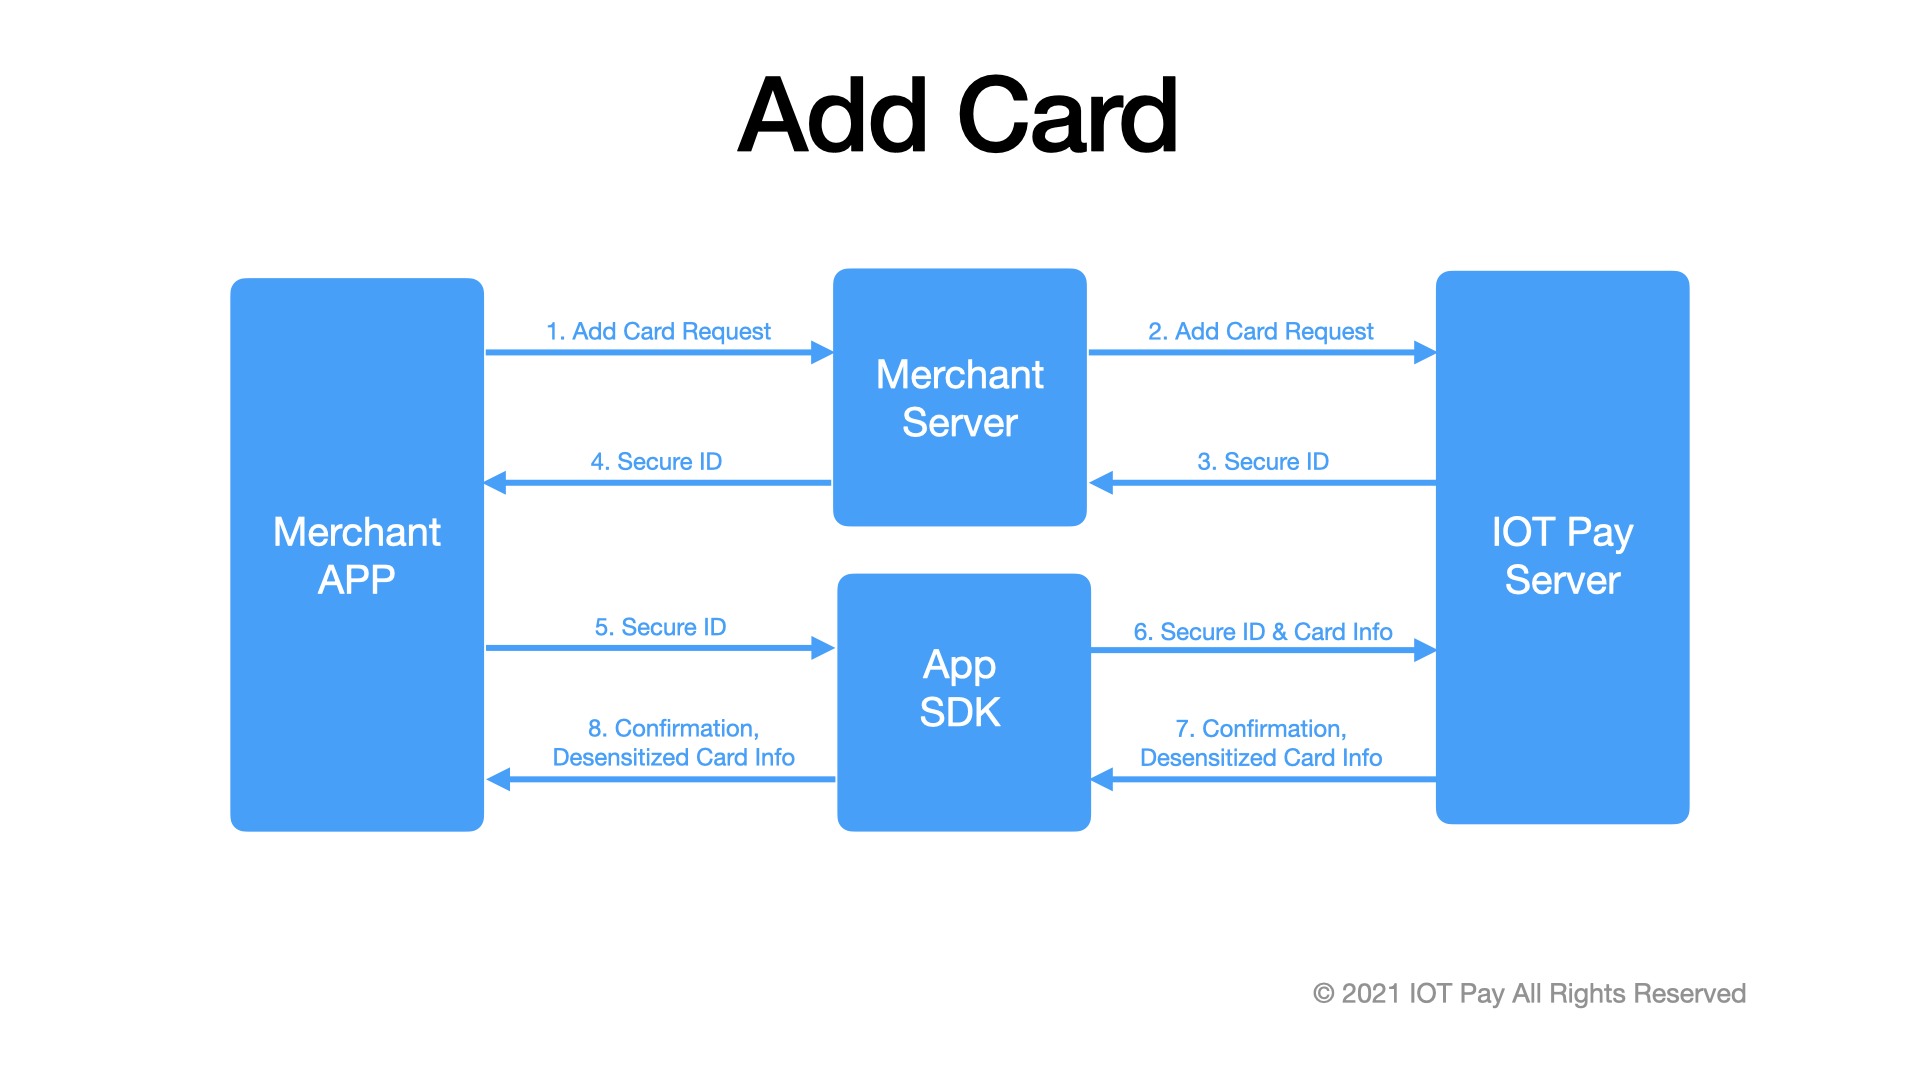 Add Card
1. Add Card Request
2. Add Card Request
Merchant
Server
4. Secure ID
3. Secure ID
Merchant
APP
IOT Pay
Server
5. Secure ID
6. Secure ID & Card Info
App
SDK
8. Confirmation,
Desensitized Card Info
7. Confirmation,
Desensitized Card Info
© 2021 IOT Pay All Rights Reserved